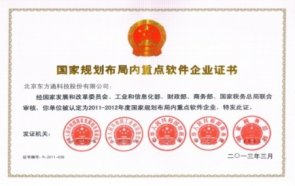 国家规划布局内重点软件企业证书
北京东方通科技股份有限公司:
经国家发展和改革委员会、工业和信息化部、财政部、商务部、国家税务总局联合
审核,你单位被认定为2011-2012年度国家规划布局内重点软件企业,特发此证。
发证机关:
二〇一三年三月